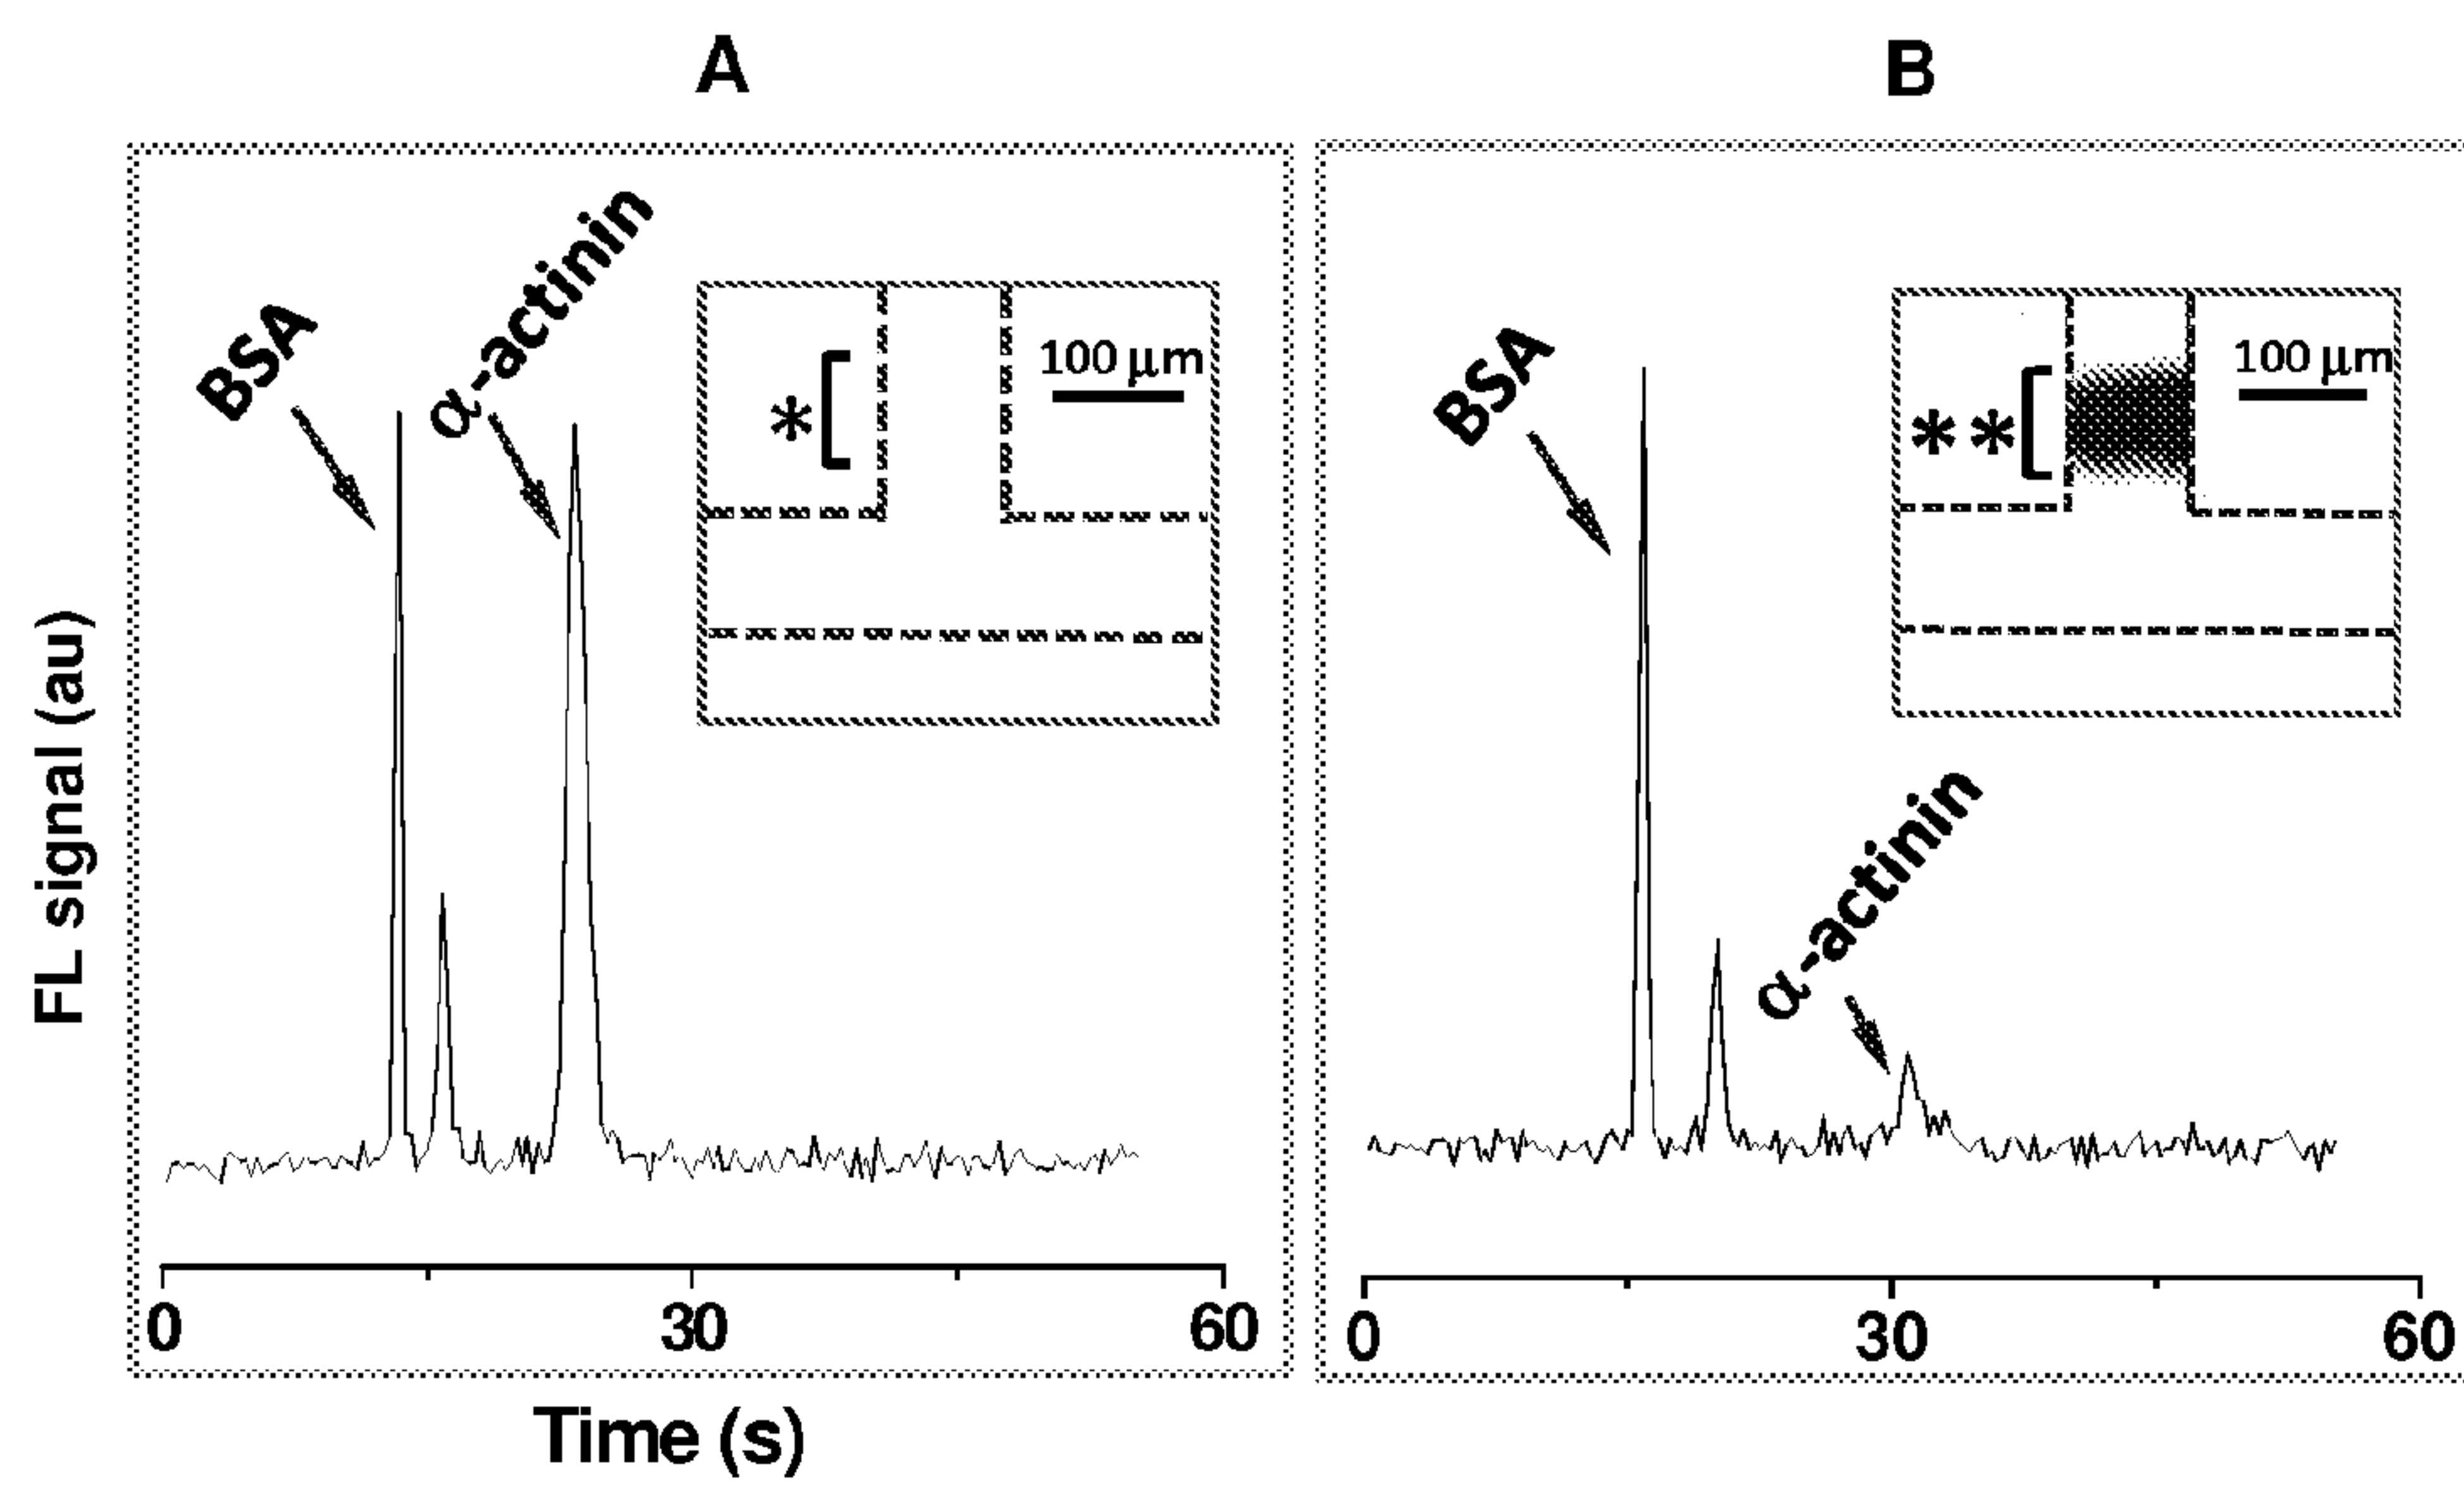 A
B
FL signal (au)
BSA
α-actinin
*
100 μm
0
30
60
BSA
α-actinin
**
100 μm
0
30
60
Time (s)